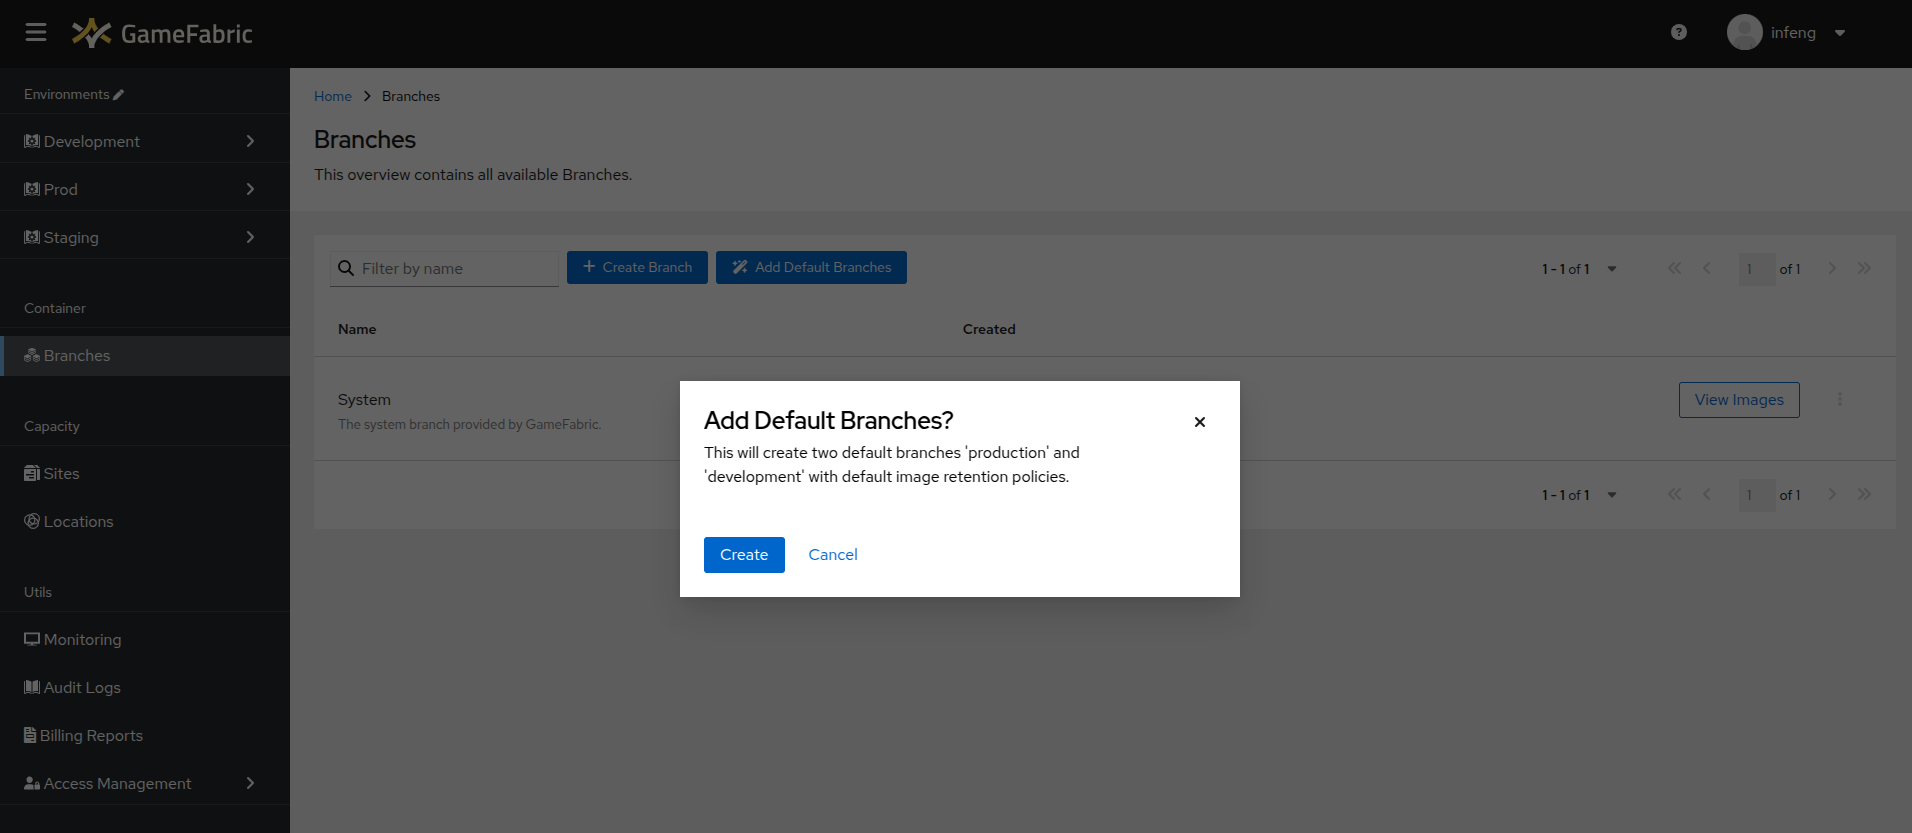 GameFabric
infeng
Environments
Development
Prod
Staging
Container
Branches
Capacity
Sites
Locations
Utils
Monitoring
Audit Logs
Billing Reports
Access Management
Home > Branches
Branches
This overview contains all available Branches.
Filter by name
+ Create Branch
Add Default Branches
1 - 1 of 1
1 of 1
Name Created
System
The system branch provided by GameFabric.
View Images
1 - 1 of 1
1 of 1
Add Default Branches?
This will create two default branches 'production' and
'development' with default image retention policies.
Create
Cancel